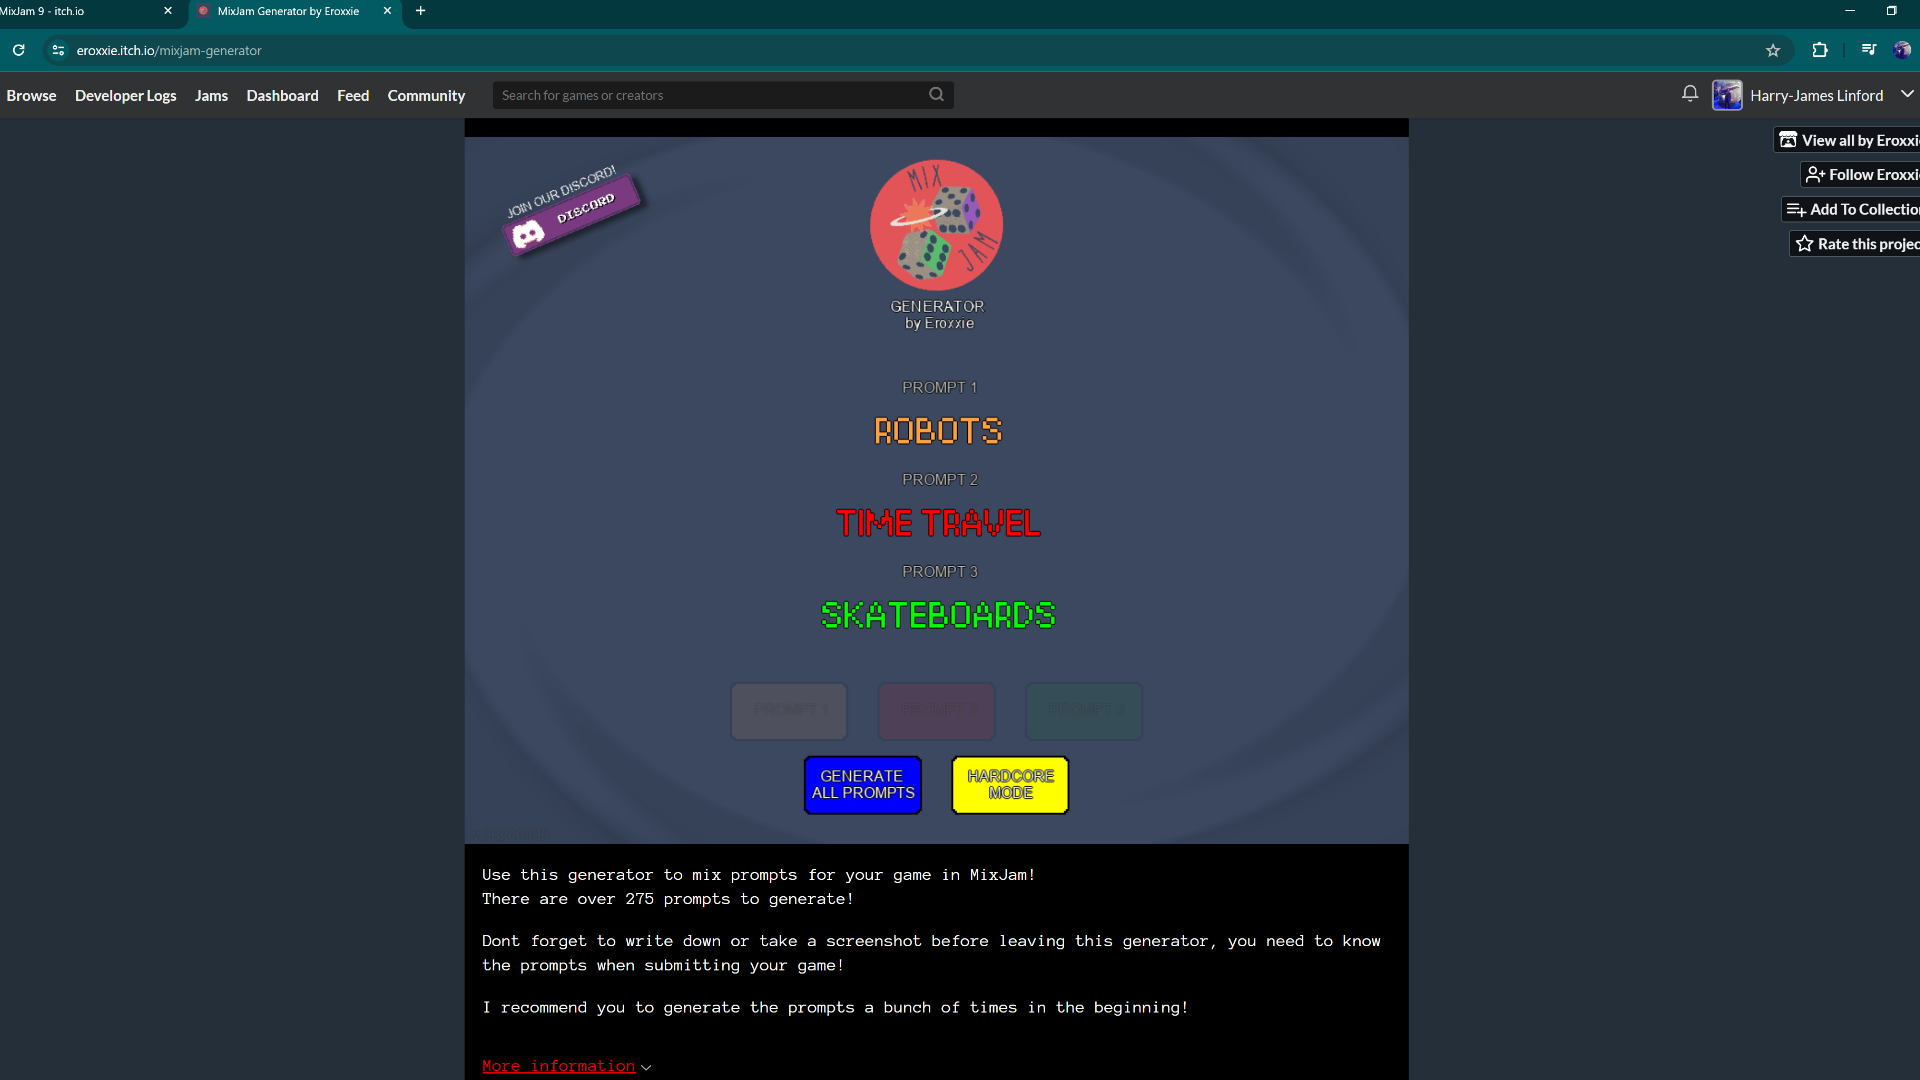 MixJam 9 - itch.io
MixJam Generator by Eroxxie
eroxxie.itch.io/mixjam-generator
Browse Developer Logs Jams Dashboard Feed Community
Search for games or creators
Harry-James Linford
View all by Eroxxie
Follow Eroxxie
Add To Collection
Rate this project
JOIN OUR DISCORD!
DISCORD
MIX
JAM
GENERATOR
by Eroxxie
PROMPT 1
ROBOTS
PROMPT 2
TIME TRAVEL
PROMPT 3
SKATEBOARDS
PROMPT 1 PROMPT 2 PROMPT 3
GENERATE
ALL PROMPTS
HARDCORE
MODE
Use this generator to mix prompts for your game in MixJam!
There are over 275 prompts to generate!
Dont forget to write down or take a screenshot before leaving this generator, you need to know
the prompts when submitting your game!
I recommend you to generate the prompts a bunch of times in the beginning!
More information